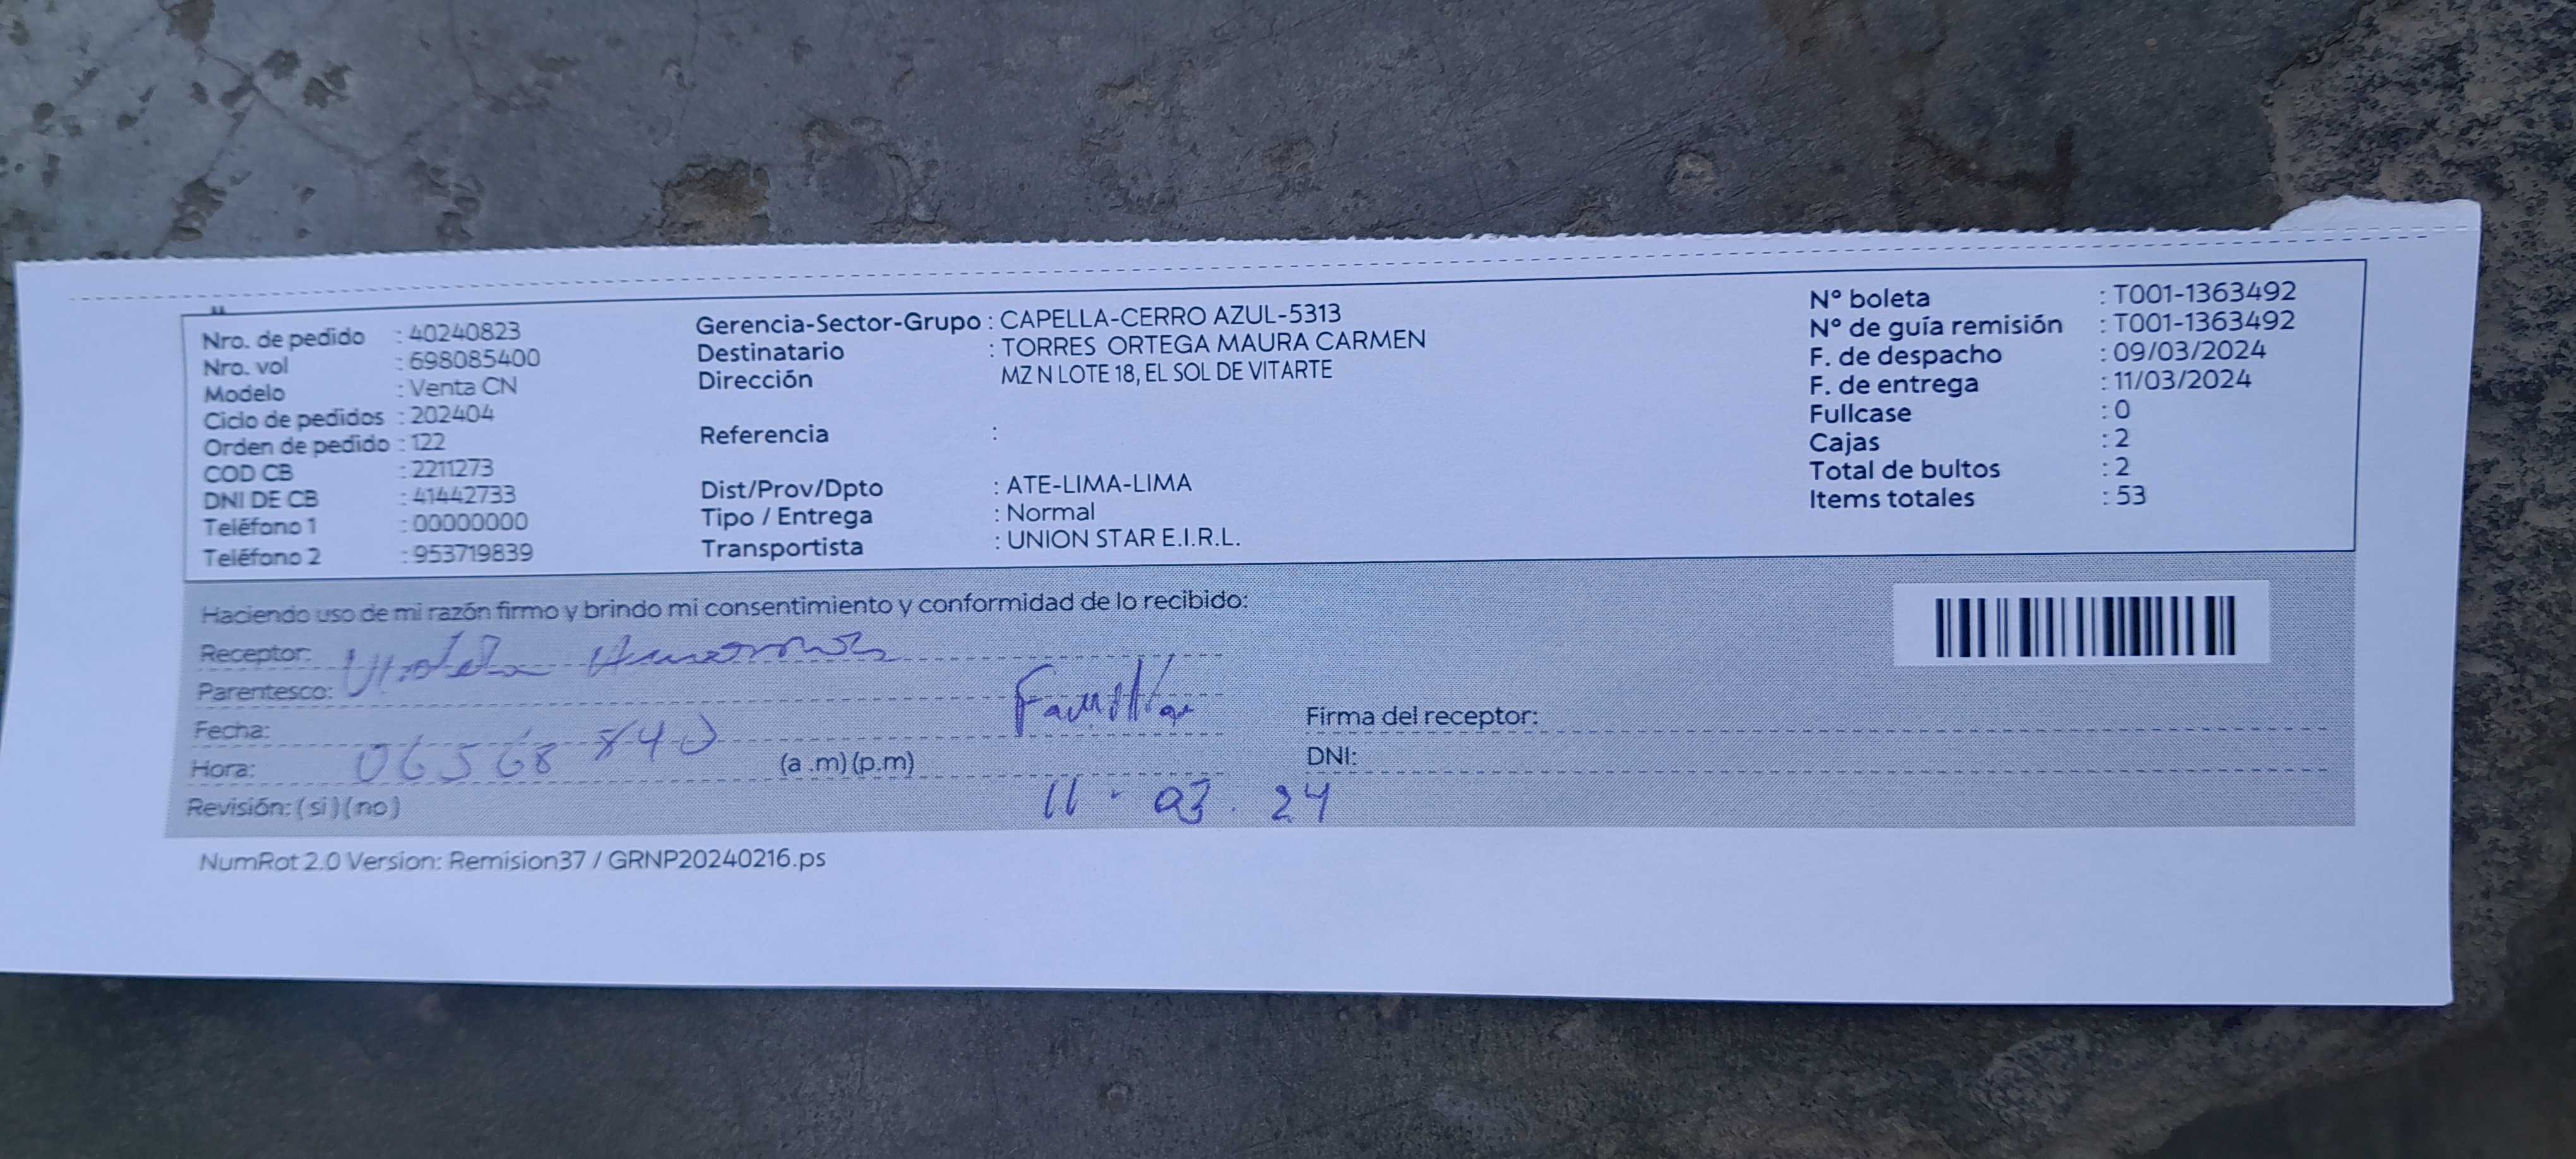 Nro. de pedido : 40240823
Nro. vol : 698085400
Modelo : Venta CN
Ciclo de pedidos : 202404
Orden de pedido : 122
COD CB : 2211273
DNI DE CB : 41442733
Teléfono 1 : 00000000
Teléfono 2 : 953719839
Gerencia-Sector-Grupo : CAPELLA-CERRO AZUL-5313
Destinatario : TORRES ORTEGA MAURA CARMEN
Dirección MZ N LOTE 18, EL SOL DE VITARTE
Referencia :
Dist/Prov/Dpto : ATE-LIMA-LIMA
Tipo / Entrega : Normal
Transportista : UNION STAR E.I.R.L.
N° boleta : T001-1363492
N° de guía remisión : T001-1363492
F. de despacho : 09/03/2024
F. de entrega : 11/03/2024
Fullcase : 0
Cajas : 2
Total de bultos : 2
Items totales : 53
Haciendo uso de mi razón firmo y brindo mi consentimiento y conformidad de lo recibido:
Receptor: Violeta
Parentesco: Familiar
Fecha:
06568840
Hora: (a .m) (p.m)
Revisión: ( si ) ( no )
11 - 03 . 24
Firma del receptor:
DNI:
NumRot 2.0 Version: Remision37 / GRNP20240216.ps